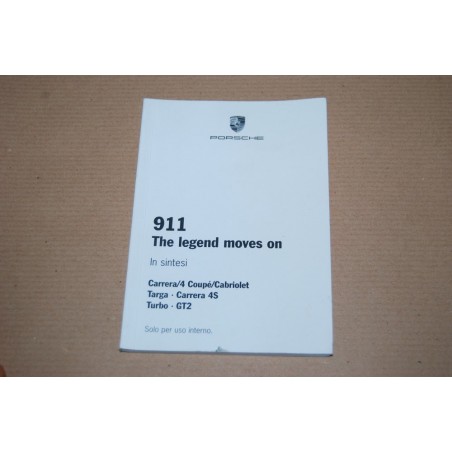 PORSCHE
911
The legend moves on
In sintesi
Carrera/4 Coupé/Cabriolet
Targa · Carrera 4S
Turbo · GT2
Solo per uso interno.